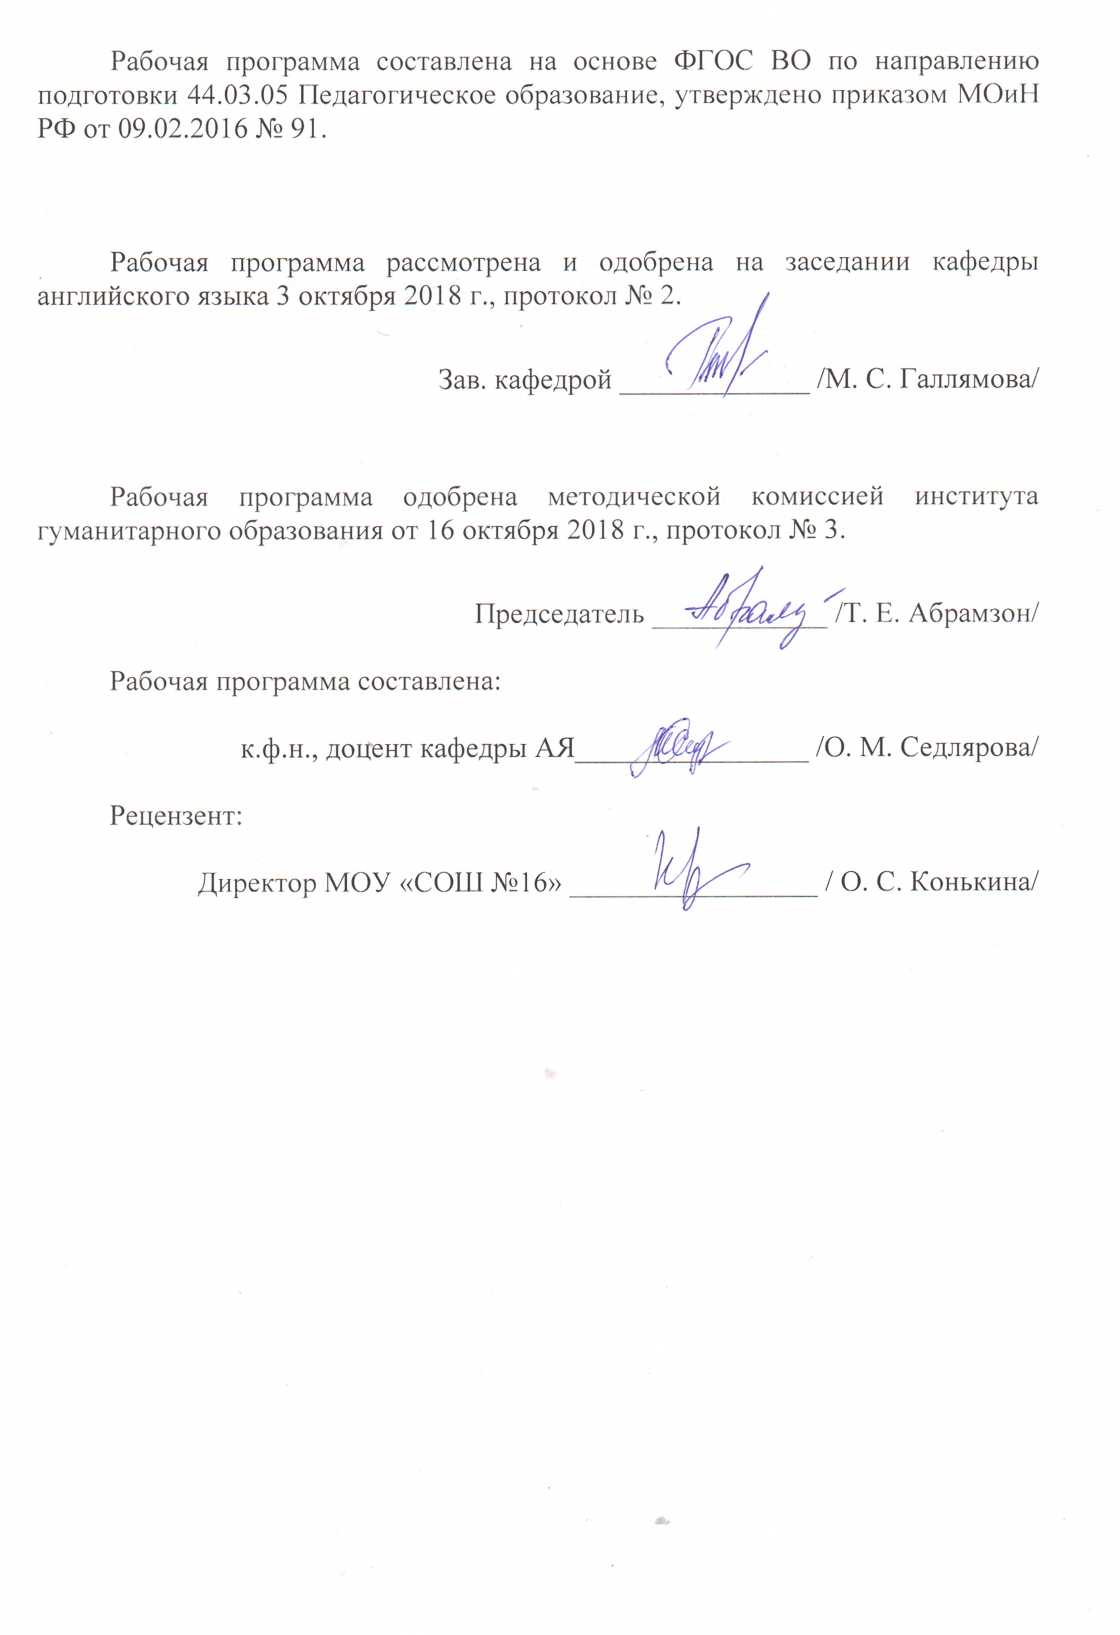 Рабочая программа составлена на основе ФГОС ВО по направлению
подготовки 44.03.05 Педагогическое образование, утверждено приказом МОиН
РФ от 09.02.2016 № 91.
Рабочая программа рассмотрена и одобрена на заседании кафедры
английского языка 3 октября 2018 г., протокол № 2.
Зав. кафедрой _____________ /М. С. Галлямова/
Рабочая программа одобрена методической комиссией института
гуманитарного образования от 16 октября 2018 г., протокол № 3.
Председатель ____________ /Т. Е. Абрамзон/
Рабочая программа составлена:
к.ф.н., доцент кафедры АЯ________________ /О. М. Седлярова/
Рецензент:
Директор МОУ «СОШ №16» _________________ / О. С. Конькина/